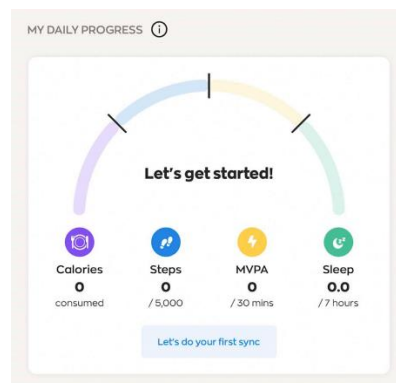 MY DAILY PROGRESS
Let's get started!
Calories Steps MVPA Sleep
0 0 0 0.0
consumed / 5,000 / 30 mins / 7 hours
Let's do your first sync